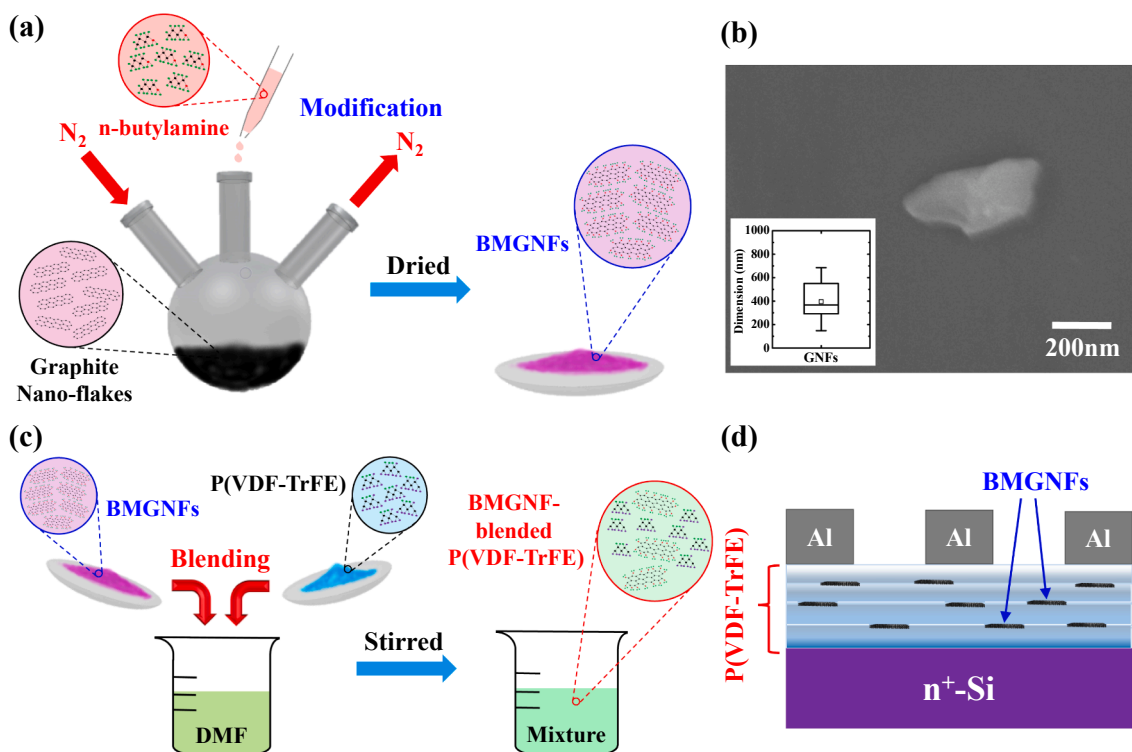 (a)
n-butylamine
Modification
N2
N2
BMGNFs
Dried
Graphite
Nano-flakes
(b)
1000
800
600
400
200
0
Dimension (nm)
GNFs
200nm
(c)
BMGNFs
P(VDF-TrFE)
Blending
BMGNF-
blended
P(VDF-TrFE)
Stirred
DMF
Mixture
(d)
BMGNFs
Al
Al
Al
P(VDF-TrFE)
n⁺-Si